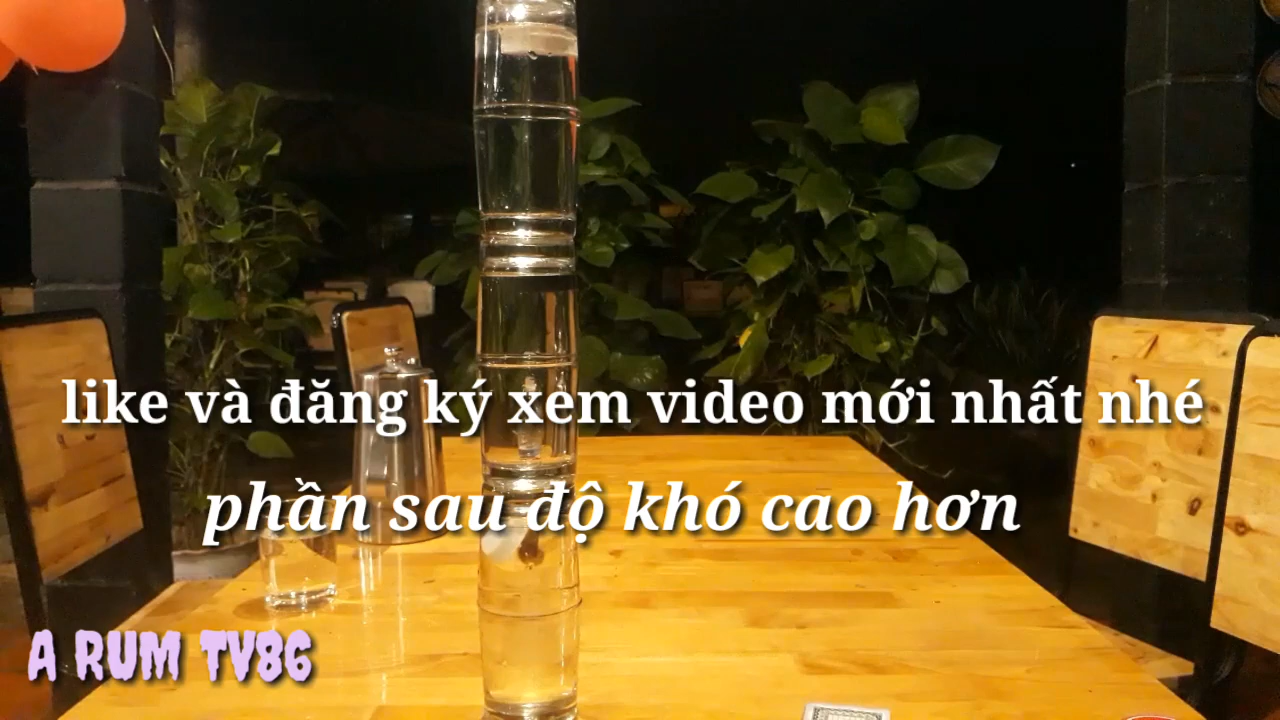 like và đăng ký xem video mới nhất nhé
phần sau độ khó cao hơn
A RUM TV86